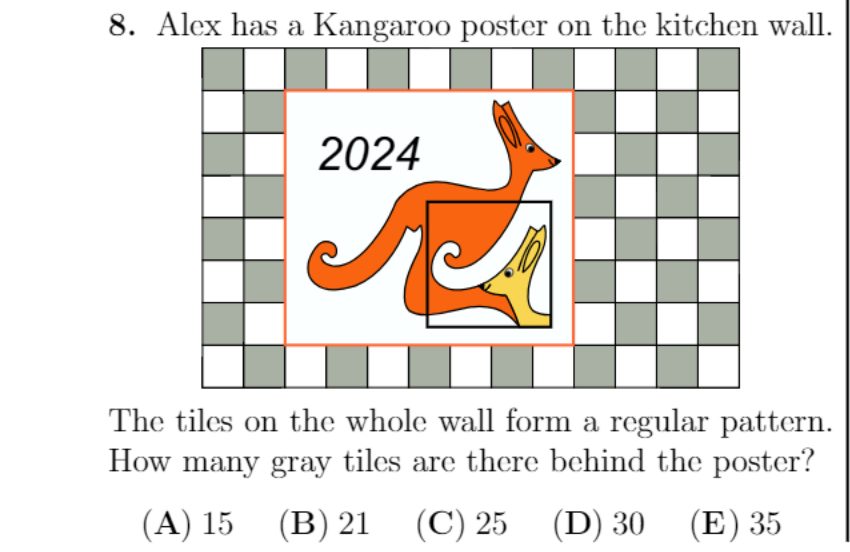 8. Alex has a Kangaroo poster on the kitchen wall.
2024
The tiles on the whole wall form a regular pattern.
How many gray tiles are there behind the poster?
(A) 15 (B) 21 (C) 25 (D) 30 (E) 35